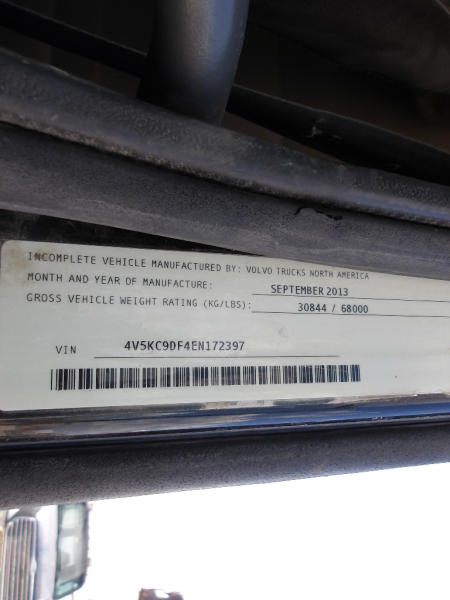 INCOMPLETE VEHICLE MANUFACTURED BY: VOLVO TRUCKS NORTH AMERICA
MONTH AND YEAR OF MANUFACTURE: SEPTEMBER 2013
GROSS VEHICLE WEIGHT RATING (KG/LBS): 30844 / 68000
VIN 4V5KC9DF4EN172397